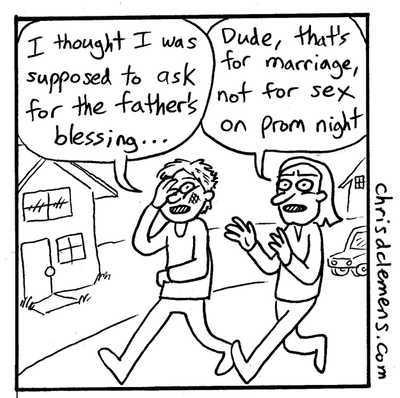 I thought I was
supposed to ask
for the father's
blessing...
Dude, that's
for marriage,
not for sex
on prom night
chrisdclemens.com